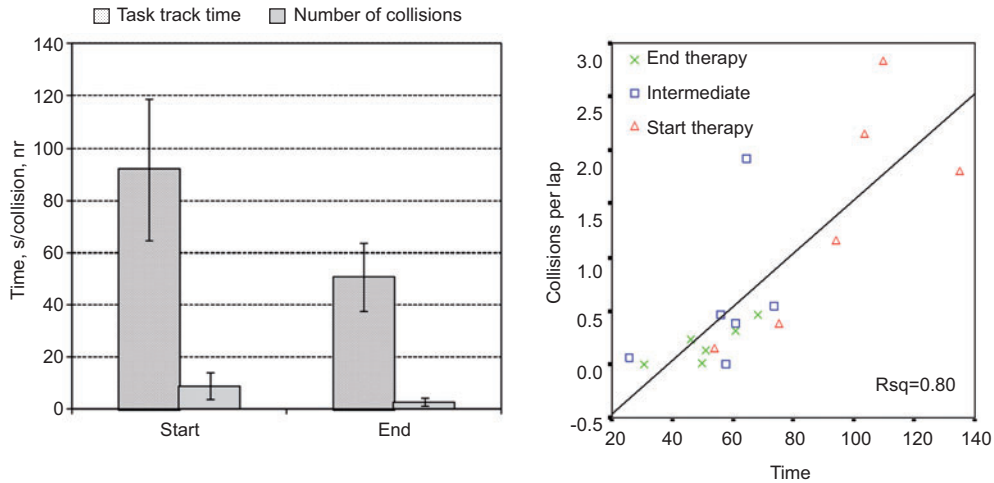 Task track time
Number of collisions
140
120
100
80
60
40
20
0
Time, s/collision, nr
Start
End
3.0
2.5
2.0
1.5
1.0
0.5
0.0
-0.5
Collisions per lap
End therapy
Intermediate
Start therapy
Rsq=0.80
20
40
60
80
100
120
140
Time